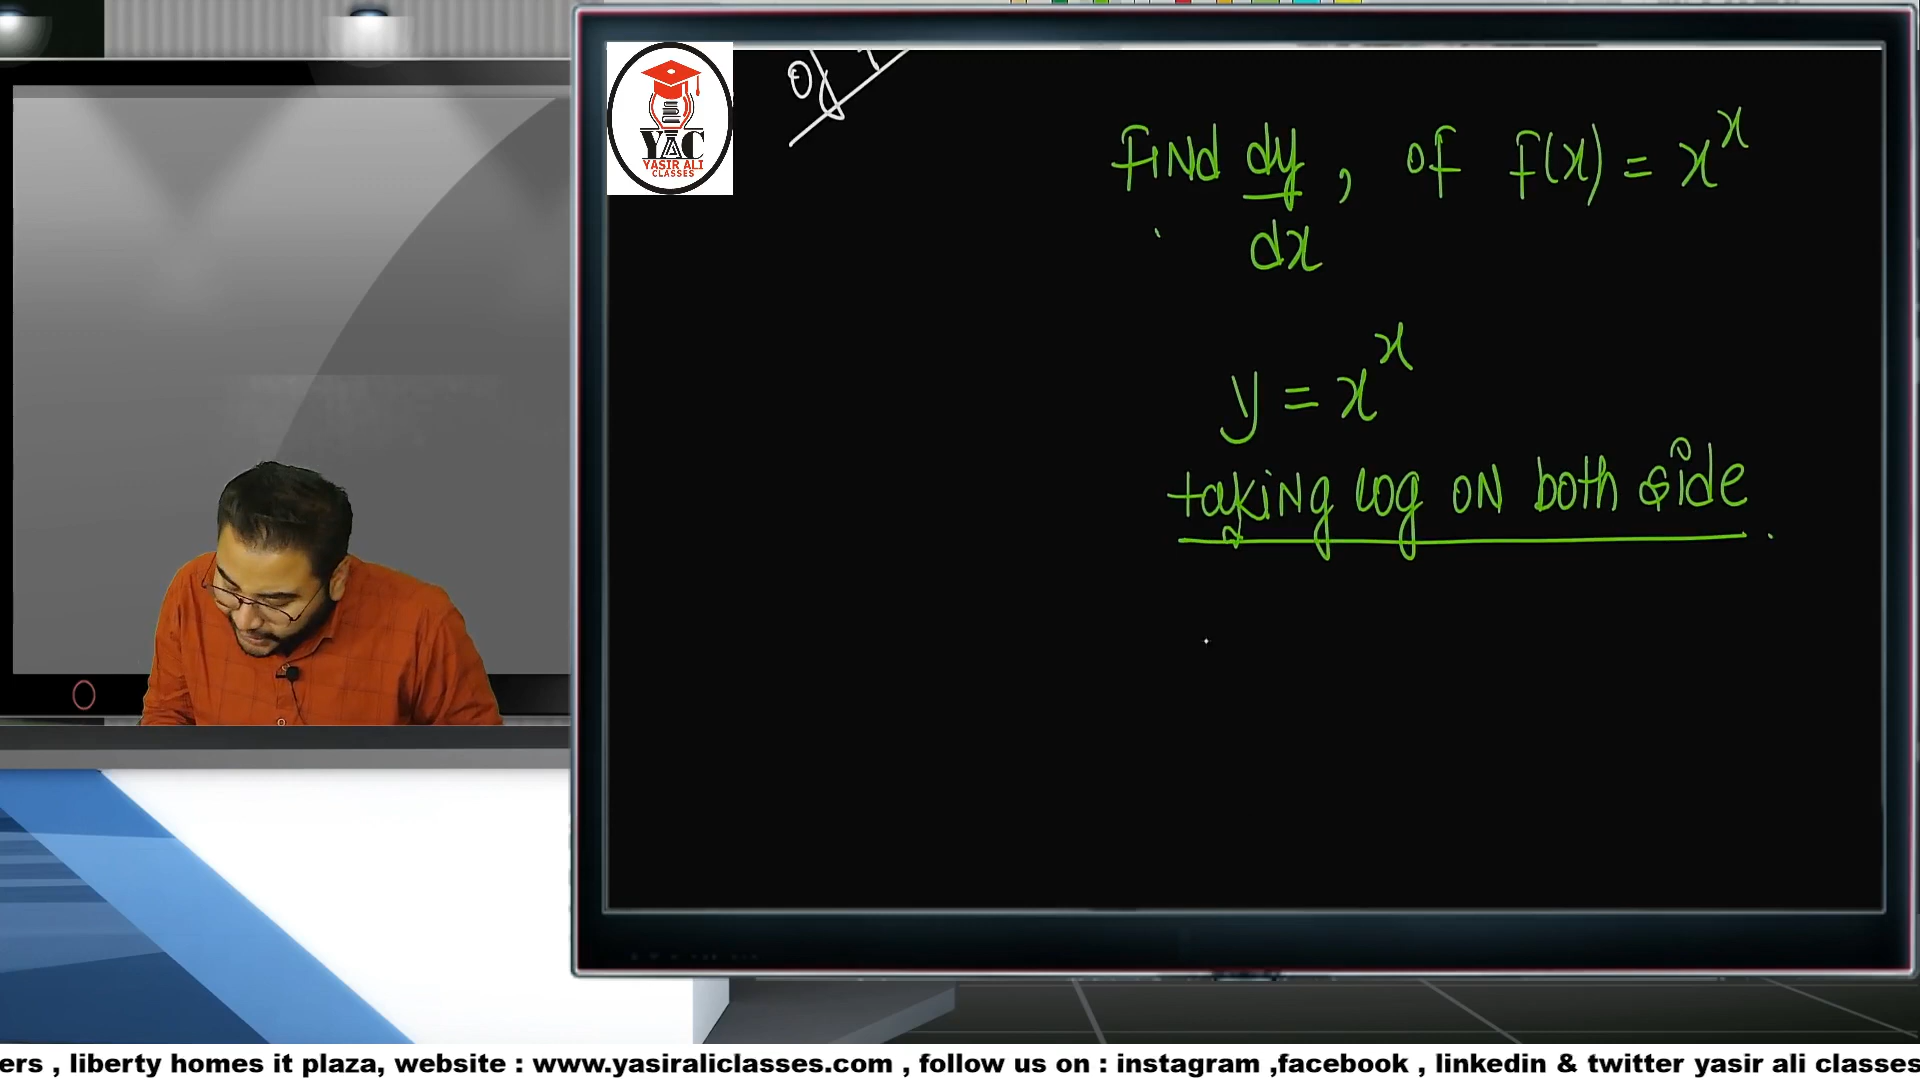 YAC
YASIR ALI
CLASSES
Find dy/dx, of f(x) = x^x
y = x^x
taking log on both side
ers , liberty homes it plaza, website : www.yasiraliclasses.com , follow us on : instagram ,facebook , linkedin & twitter yasir ali classes